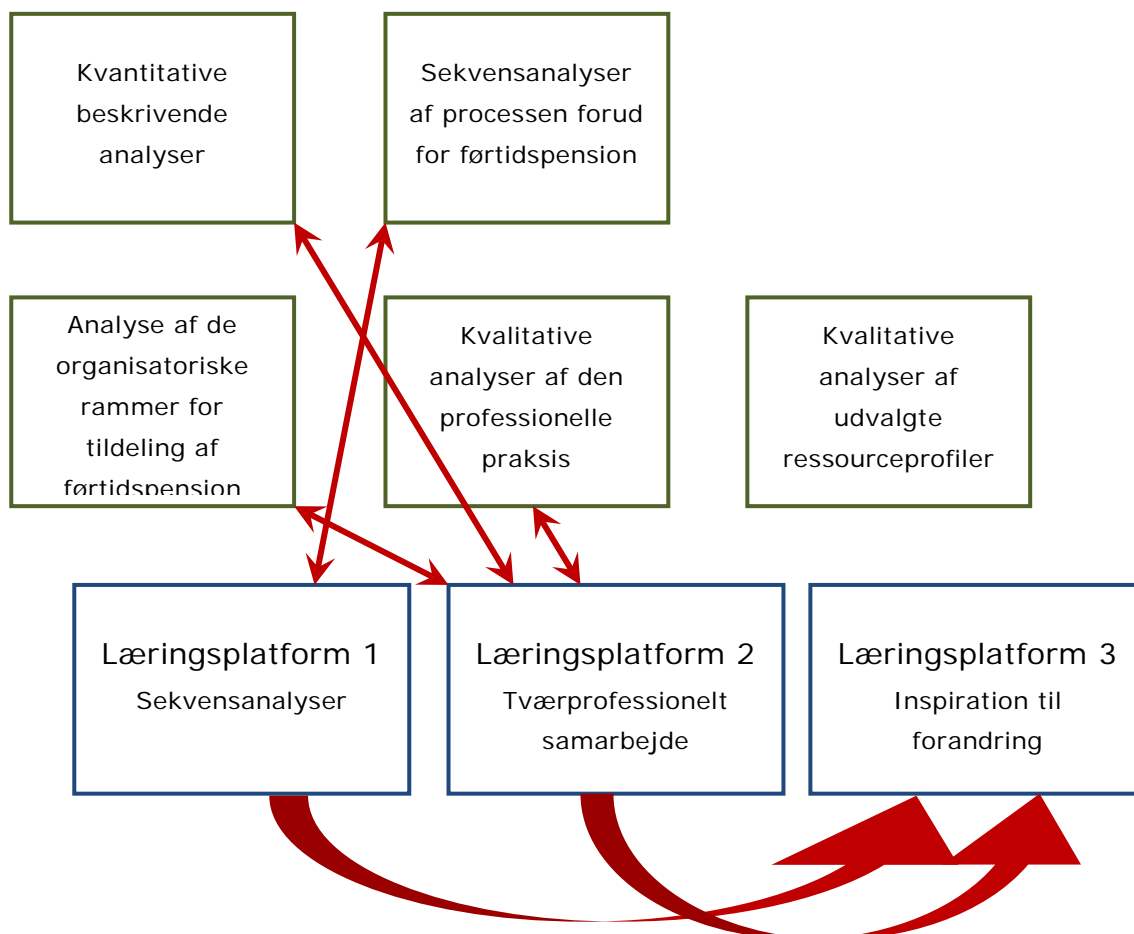 Kvantitative
beskrivende
analyser
Sekvensanalyser
af processen forud
for førtidspension
Analyse af de
organisatoriske
rammer for
tildeling af
førtidspension
Kvalitative
analyser af den
professionelle
praksis
Kvalitative
analyser af
udvalgte
ressourceprofiler
Læringsplatform 1
Sekvensanalyser
Læringsplatform 2
Tværprofessionelt
samarbejde
Læringsplatform 3
Inspiration til
forandring